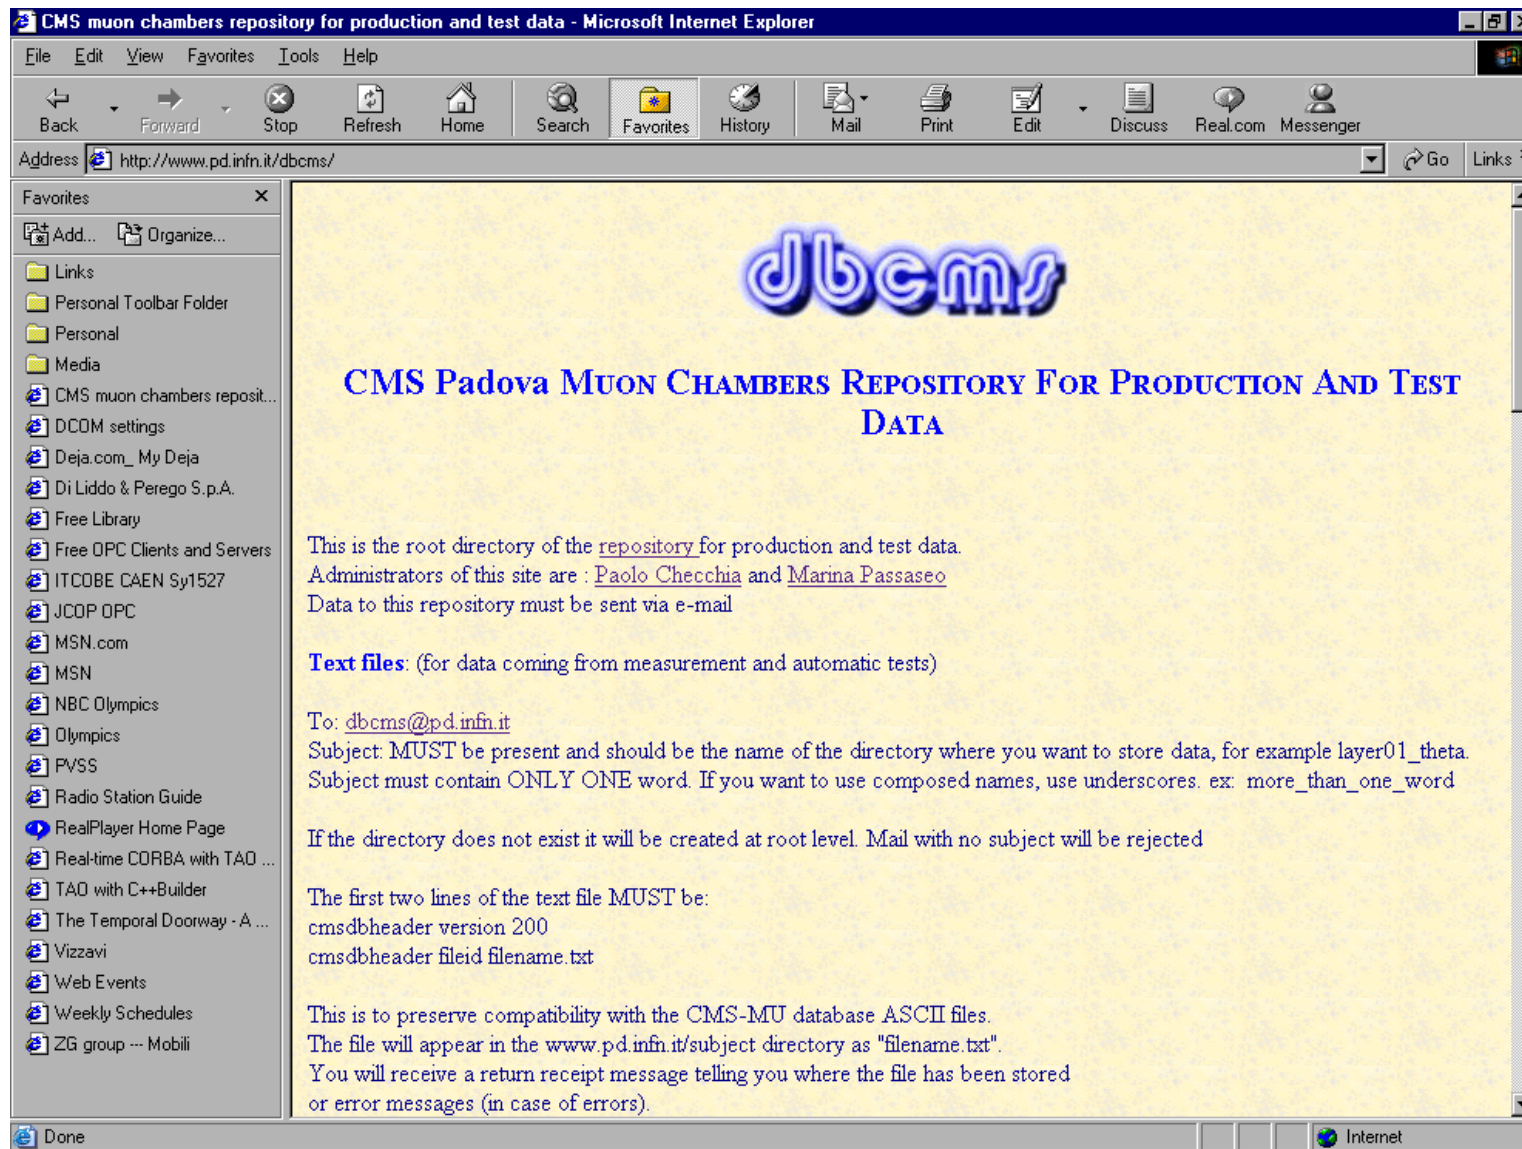 CMS muon chambers repository for production and test data - Microsoft Internet Explorer
File Edit View Favorites Tools Help
Back Forward Stop Refresh Home Search Favorites History Mail Print Edit Discuss Real.com Messenger
Address http://www.pd.infn.it/dbcms/ Go Links
Favorites
Add... Organize...
Links
Personal Toolbar Folder
Personal
Media
CMS muon chambers reposit...
DCOM settings
Deja.com_ My Deja
Di Liddo & Perego S.p.A.
Free Library
Free OPC Clients and Servers
ITCOBE CAEN Sy1527
JCOP OPC
MSN.com
MSN
NBC Olympics
Olympics
PVSS
Radio Station Guide
RealPlayer Home Page
Real-time CORBA with TAO ...
TAO with C++Builder
The Temporal Doorway - A ...
Vizzavi
Web Events
Weekly Schedules
ZG group --- Mobili
dbcms
CMS Padova Muon Chambers Repository For Production And Test
Data
This is the root directory of the repository for production and test data.
Administrators of this site are : Paolo Checchia and Marina Passaseo
Data to this repository must be sent via e-mail
Text files: (for data coming from measurement and automatic tests)
To: dbcms@pd.infn.it
Subject: MUST be present and should be the name of the directory where you want to store data, for example layer01_theta.
Subject must contain ONLY ONE word. If you want to use composed names, use underscores. ex: more_than_one_word
If the directory does not exist it will be created at root level. Mail with no subject will be rejected
The first two lines of the text file MUST be:
cmsdbheader version 200
cmsdbheader fileid filename.txt
This is to preserve compatibility with the CMS-MU database ASCII files.
The file will appear in the www.pd.infn.it/subject directory as "filename.txt".
You will receive a return receipt message telling you where the file has been stored
or error messages (in case of errors).
Done Internet